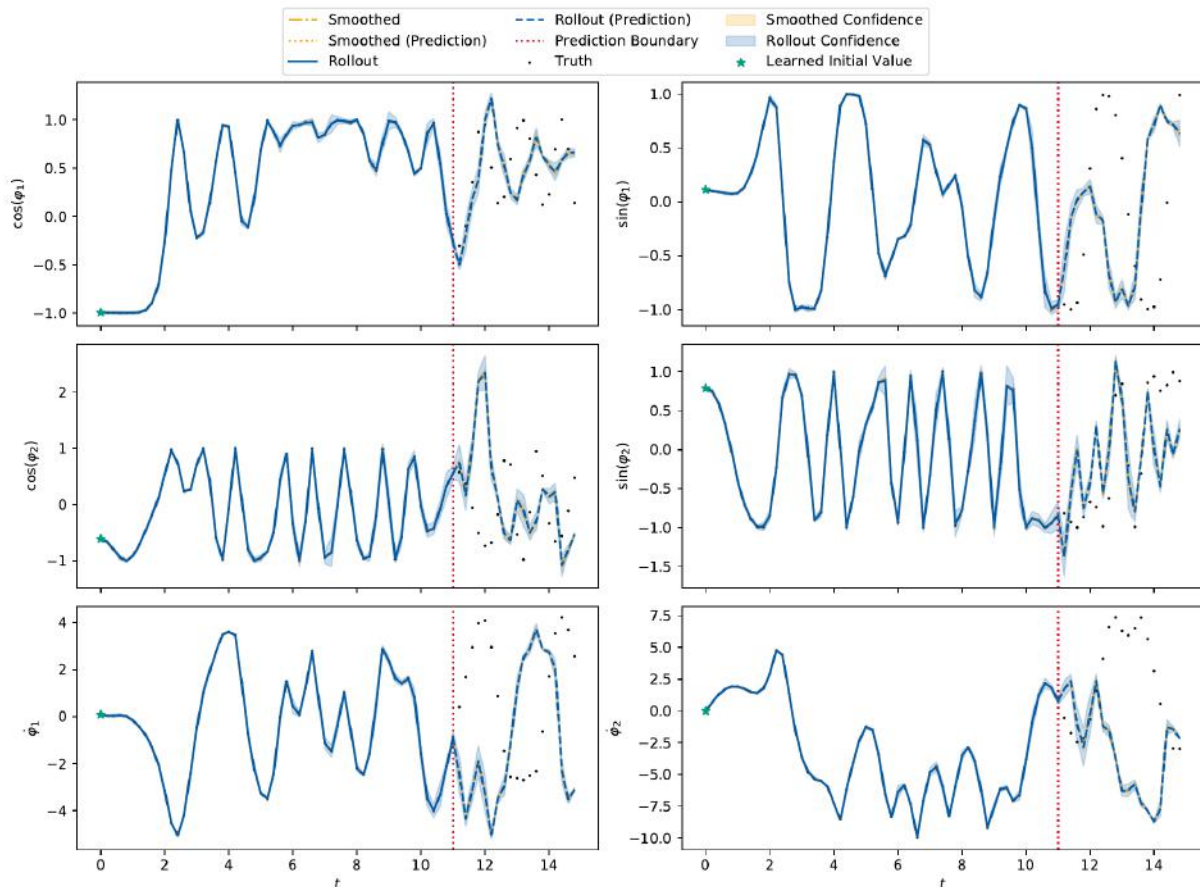 Smoothed
Smoothed (Prediction)
Rollout
Rollout (Prediction)
Prediction Boundary
Truth
Smoothed Confidence
Rollout Confidence
Learned Initial Value
cos(φ₁)
1.0
0.5
0.0
−0.5
−1.0
sin(φ₁)
1.0
0.5
0.0
−0.5
−1.0
cos(φ₂)
2
1
0
−1
sin(φ₂)
1.0
0.5
0.0
−0.5
−1.0
−1.5
φ̇₁
4
2
0
−2
−4
0 2 4 6 8 10 12 14
t
φ̇₂
7.5
5.0
2.5
0.0
−2.5
−5.0
−7.5
−10.0
0 2 4 6 8 10 12 14
t